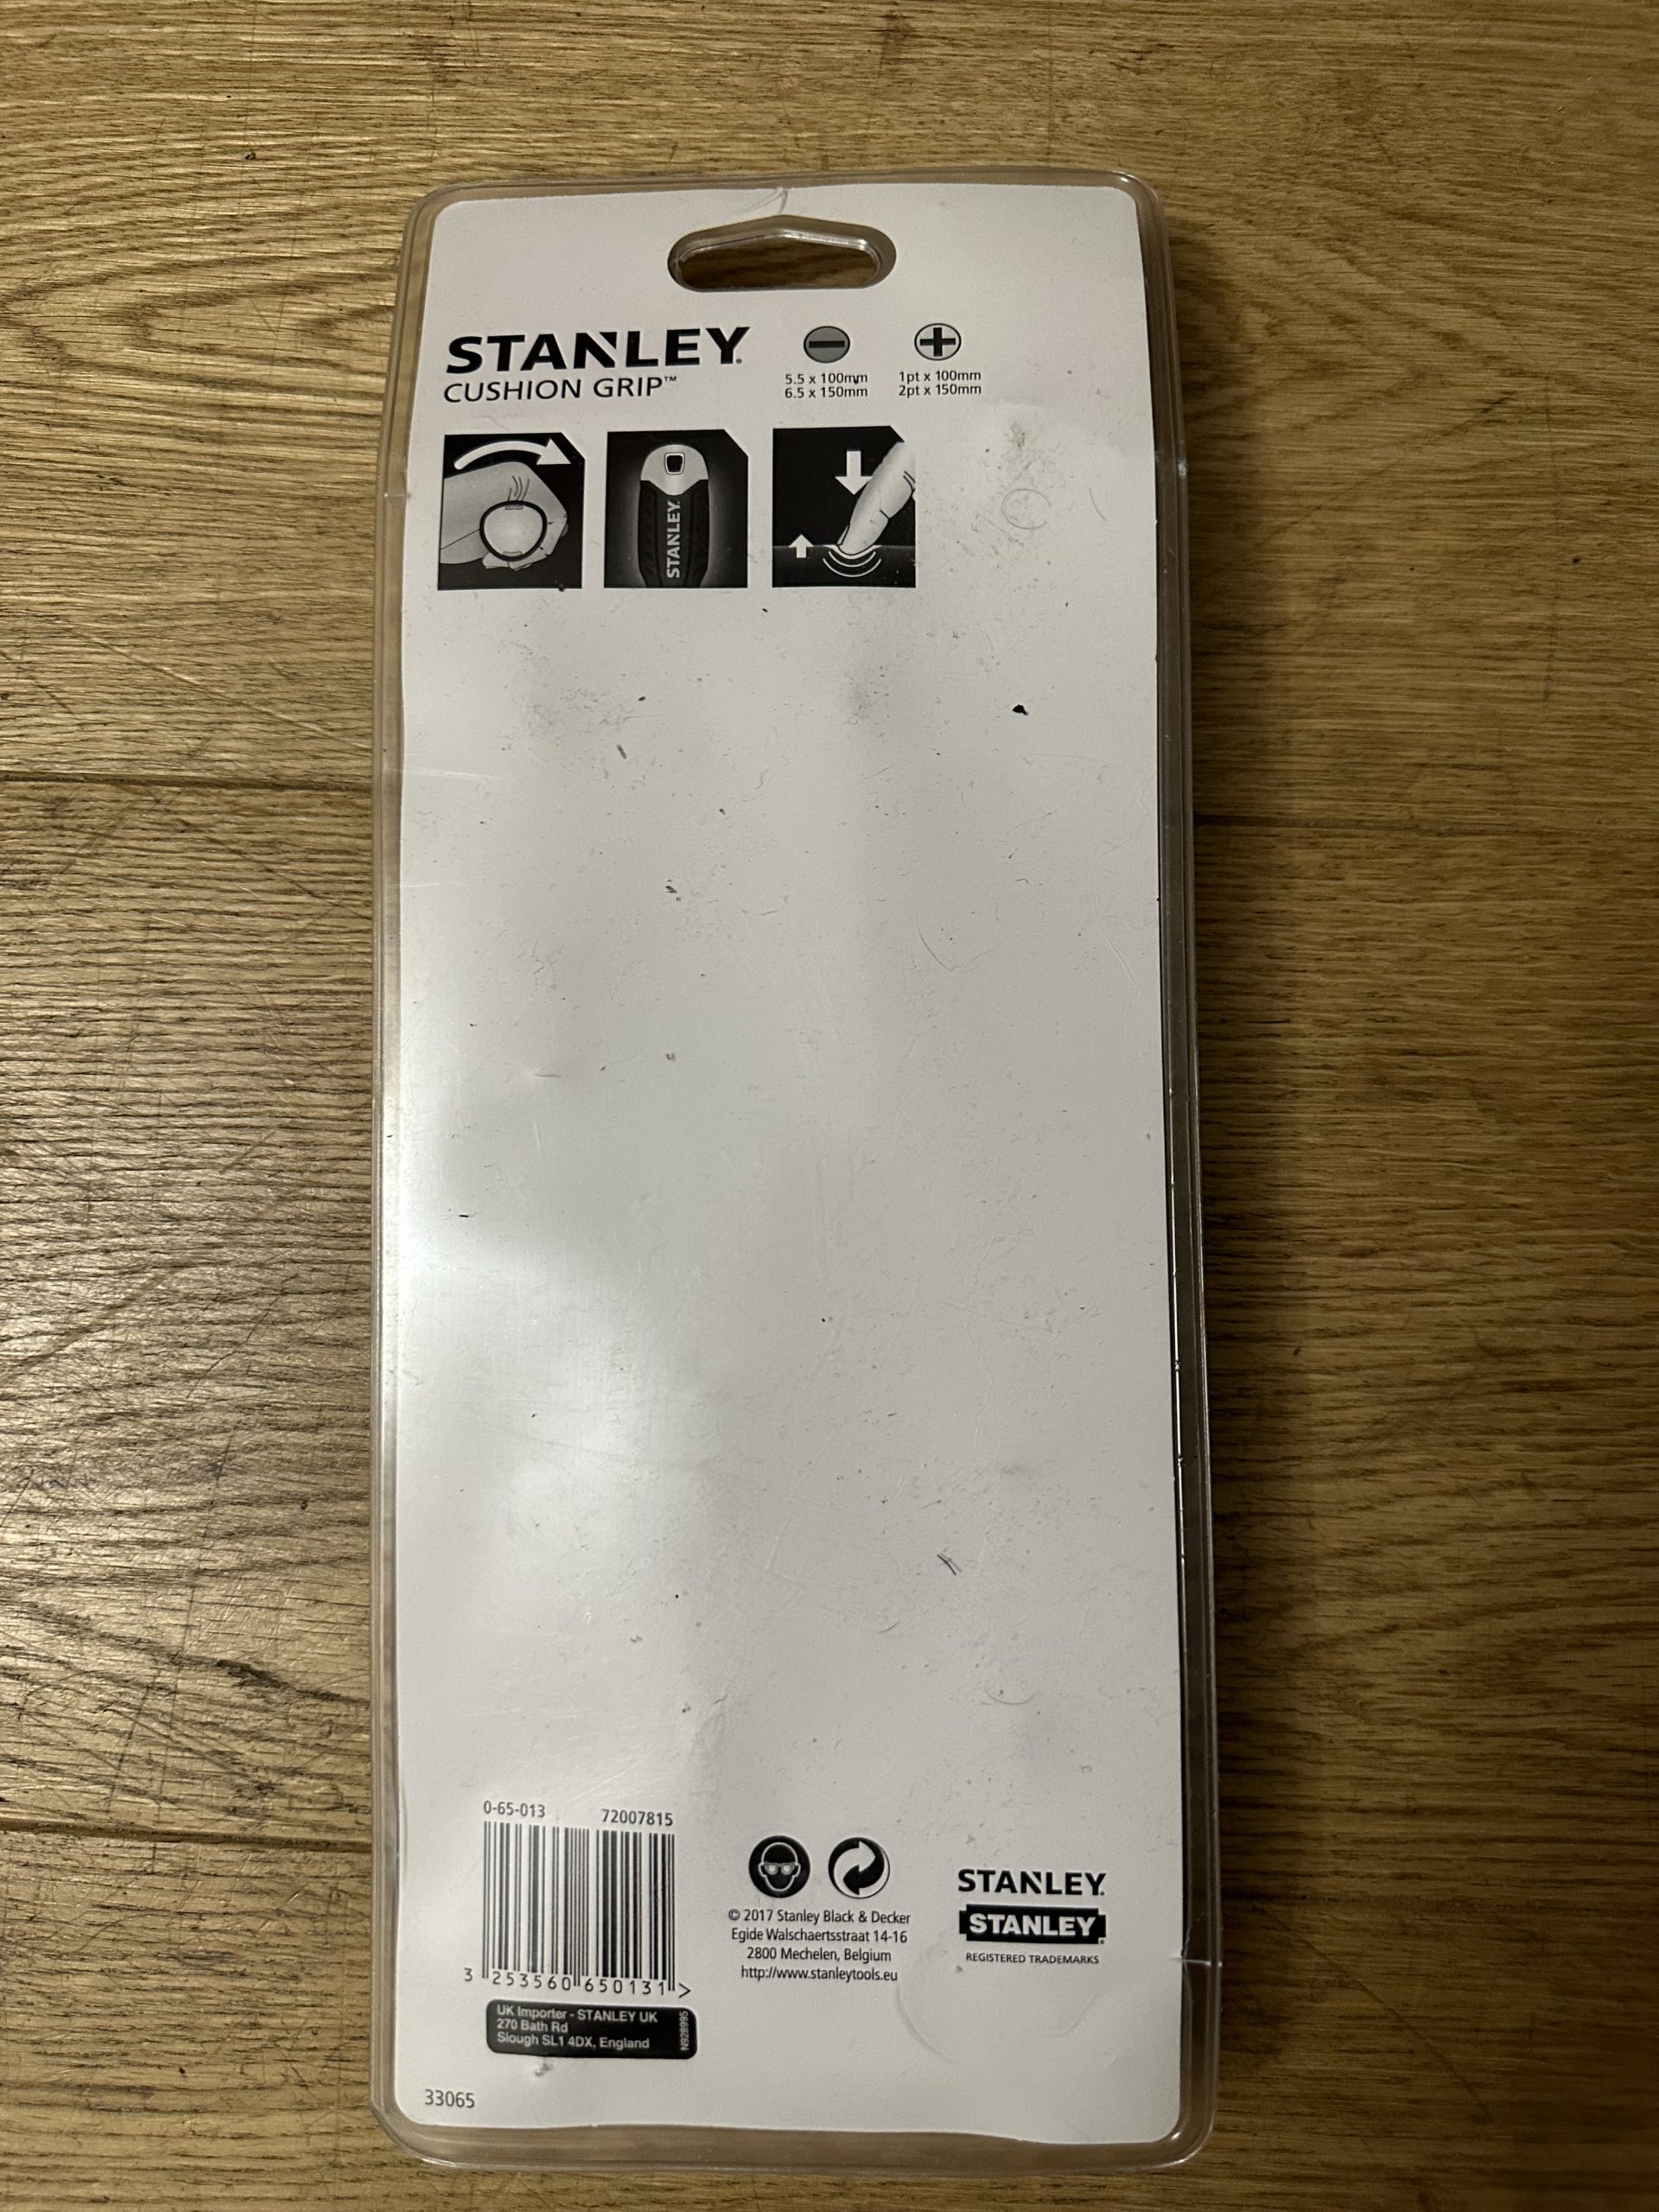 STANLEY.
CUSHION GRIP™
5.5 x 100mm
6.5 x 150mm
1pt x 100mm
2pt x 150mm
STANLEY.
0-65-013 72007815
3 253560 650131 >
UK Importer - STANLEY UK
270 Bath Rd
Slough SL1 4DX, England
N928995
© 2017 Stanley Black & Decker
Egide Walschaertsstraat 14-16
2800 Mechelen, Belgium
http://www.stanleytools.eu
STANLEY.
STANLEY.
REGISTERED TRADEMARKS
33065